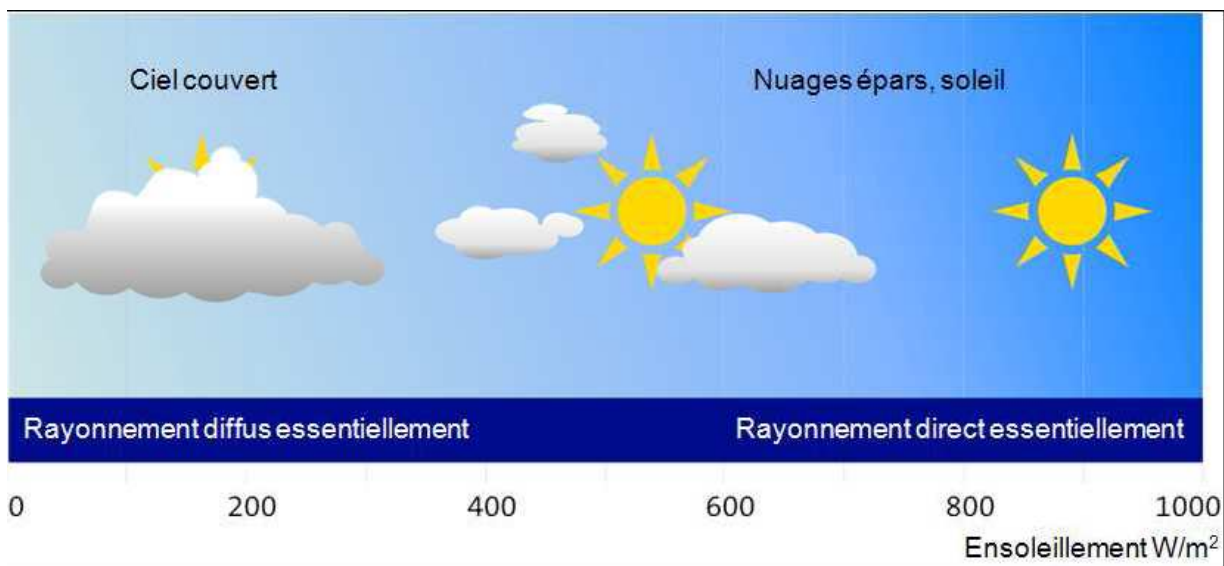 Ciel couvert
Nuages épars, soleil
Rayonnement diffus essentiellement
Rayonnement direct essentiellement
0 200 400 600 800 1000
Ensoleillement W/m²